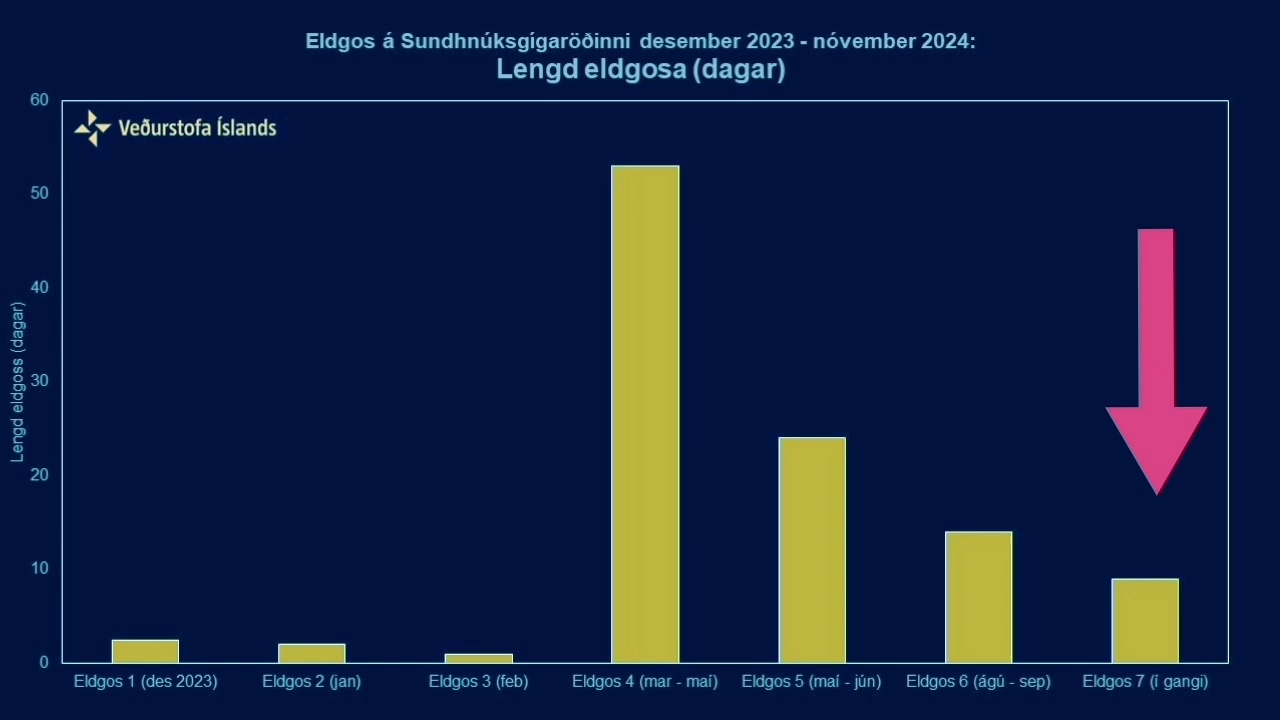 Eldgos á Sundhnúksgígaröðinni desember 2023 - nóvember 2024:
Lengd eldgosa (dagar)
Veðurstofa Íslands
Lengd eldgoss (dagar)
60
50
40
30
20
10
0
Eldgos 1 (des 2023)
Eldgos 2 (jan)
Eldgos 3 (feb)
Eldgos 4 (mar - maí)
Eldgos 5 (maí - jún)
Eldgos 6 (ágú - sep)
Eldgos 7 (í gangi)